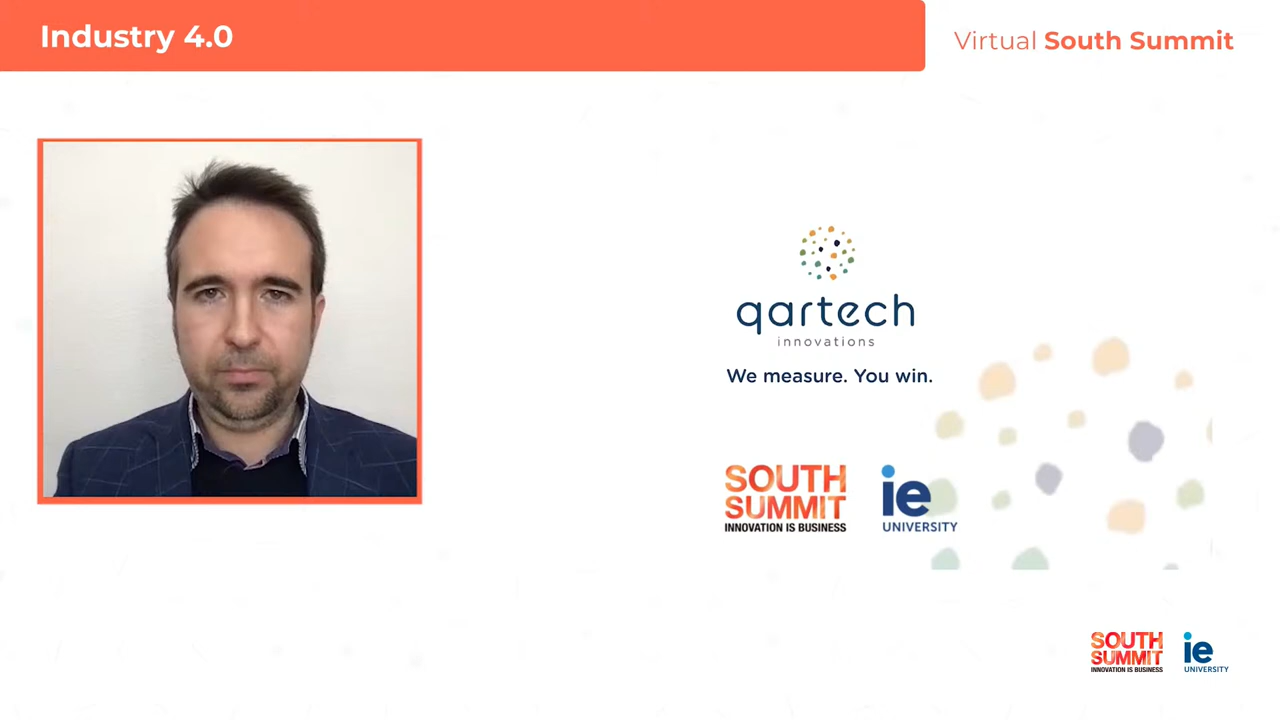 Industry 4.0
Virtual South Summit
qartech
innovations
We measure. You win.
SOUTH
SUMMIT
INNOVATION IS BUSINESS
ie
UNIVERSITY
SOUTH
SUMMIT
INNOVATION IS BUSINESS
ie
UNIVERSITY